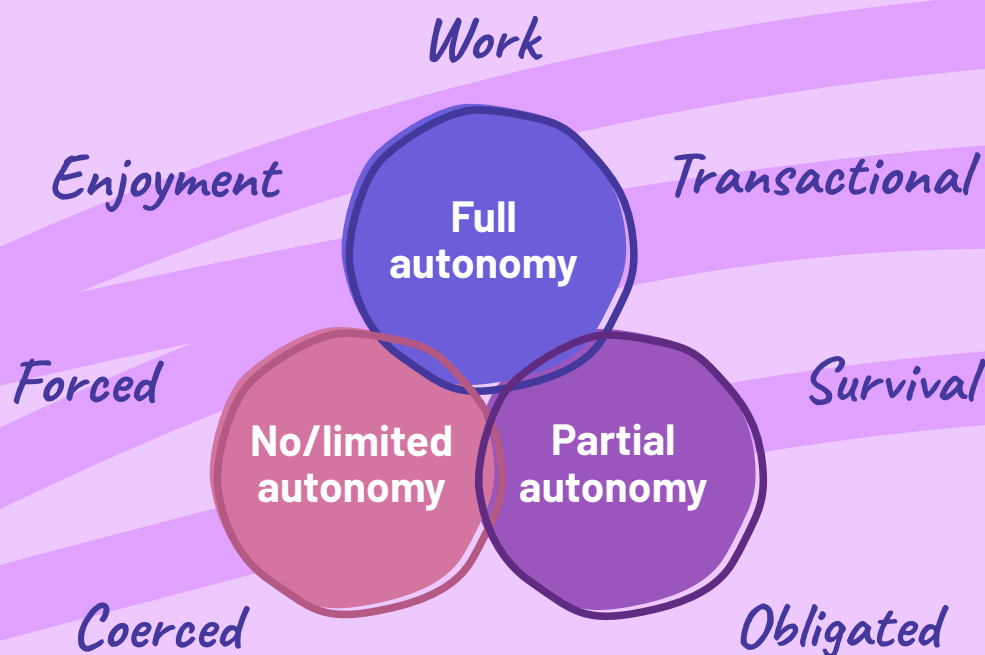 Work
Enjoyment
Transactional
Full
autonomy
Forced
Survival
No/limited
autonomy
Partial
autonomy
Coerced
Obligated